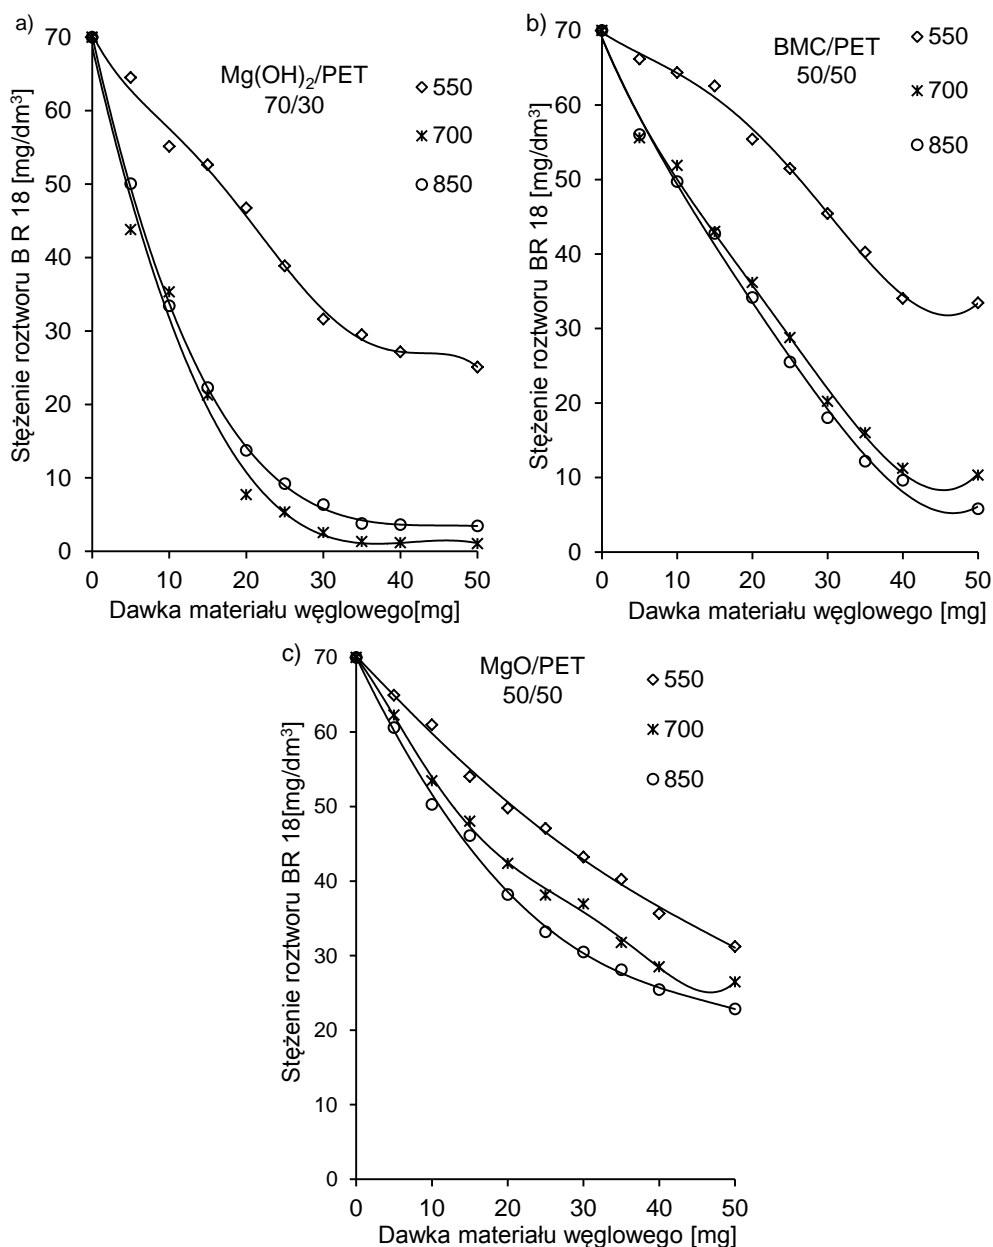 a)
Mg(OH)₂/PET
70/30
550
700
850
Stężenie roztworu B R 18 [mg/dm³]
70
60
50
40
30
20
10
0
0 10 20 30 40 50
Dawka materiału węglowego[mg]
b)
BMC/PET
50/50
550
700
850
Stężenie roztworu BR 18 [mg/dm³]
70
60
50
40
30
20
10
0
0 10 20 30 40 50
Dawka materiału węglowego [mg]
c)
MgO/PET
50/50
550
700
850
Stężenie roztworu BR 18[mg/dm³]
70
60
50
40
30
20
10
0
0 10 20 30 40 50
Dawka materiału węglowego [mg]